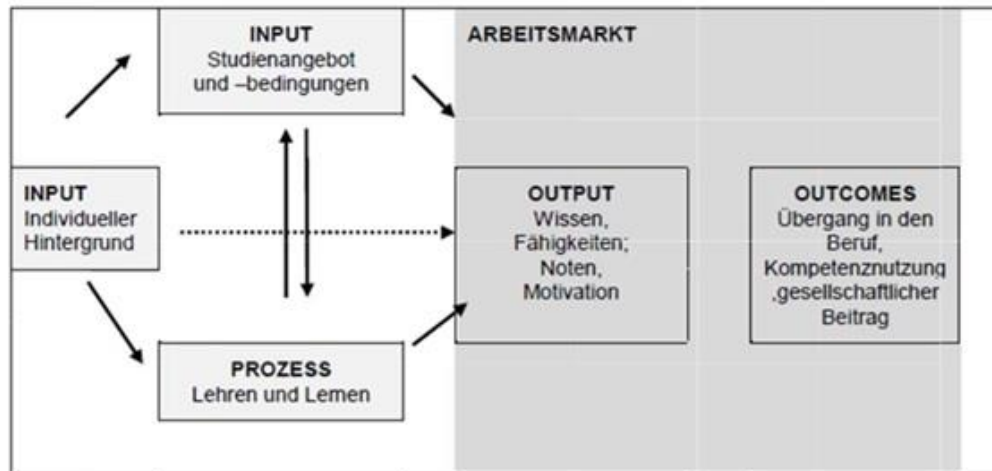 INPUT
Studienangebot
und –bedingungen
ARBEITSMARKT
INPUT
Individueller
Hintergrund
OUTPUT
Wissen,
Fähigkeiten;
Noten,
Motivation
OUTCOMES
Übergang in den
Beruf,
Kompetenznutzung
,gesellschaftlicher
Beitrag
PROZESS
Lehren und Lernen